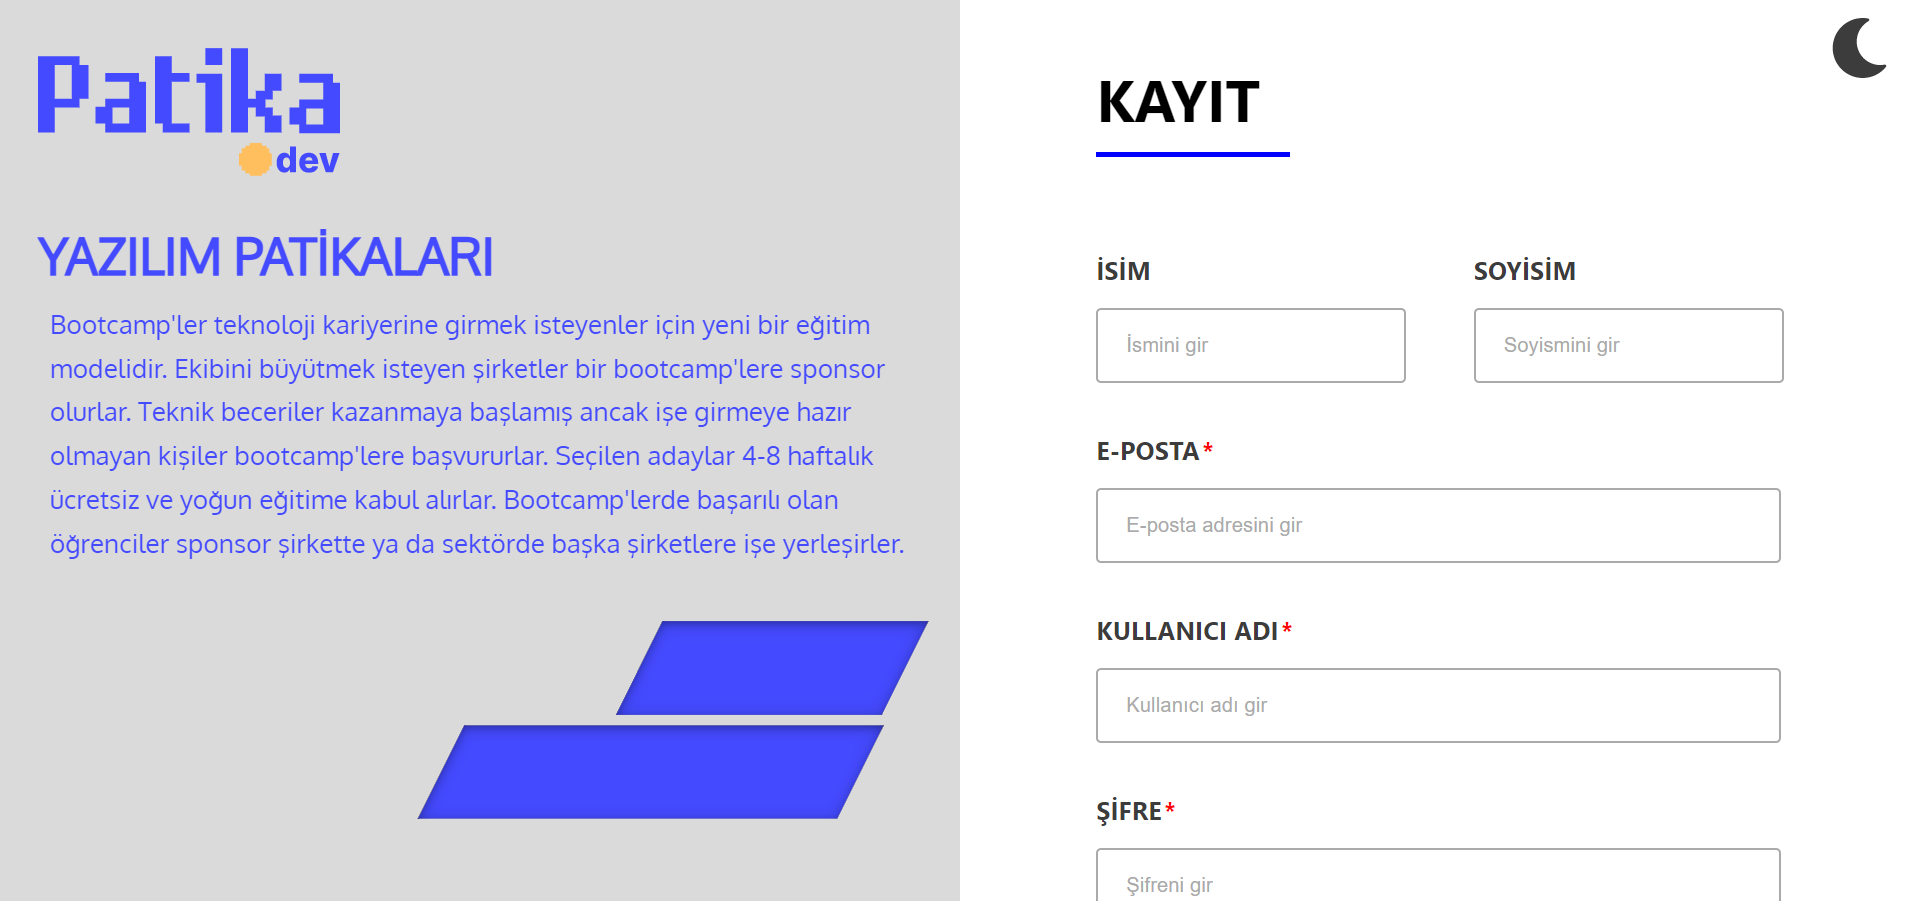 Patika
dev
YAZILIM PATİKALARI
Bootcamp'ler teknoloji kariyerine girmek isteyenler için yeni bir eğitim
modelidir. Ekibini büyütmek isteyen şirketler bir bootcamp'lere sponsor
olurlar. Teknik beceriler kazanmaya başlamış ancak işe girmeye hazır
olmayan kişiler bootcamp'lere başvururlar. Seçilen adaylar 4-8 haftalık
ücretsiz ve yoğun eğitime kabul alırlar. Bootcamp'lerde başarılı olan
öğrenciler sponsor şirkette ya da sektörde başka şirketlere işe yerleşirler.
KAYIT
İSİM
İsmini gir
SOYİSİM
Soyismini gir
E-POSTA*
E-posta adresini gir
KULLANICI ADI*
Kullanıcı adı gir
ŞİFRE*
Şifreni gir